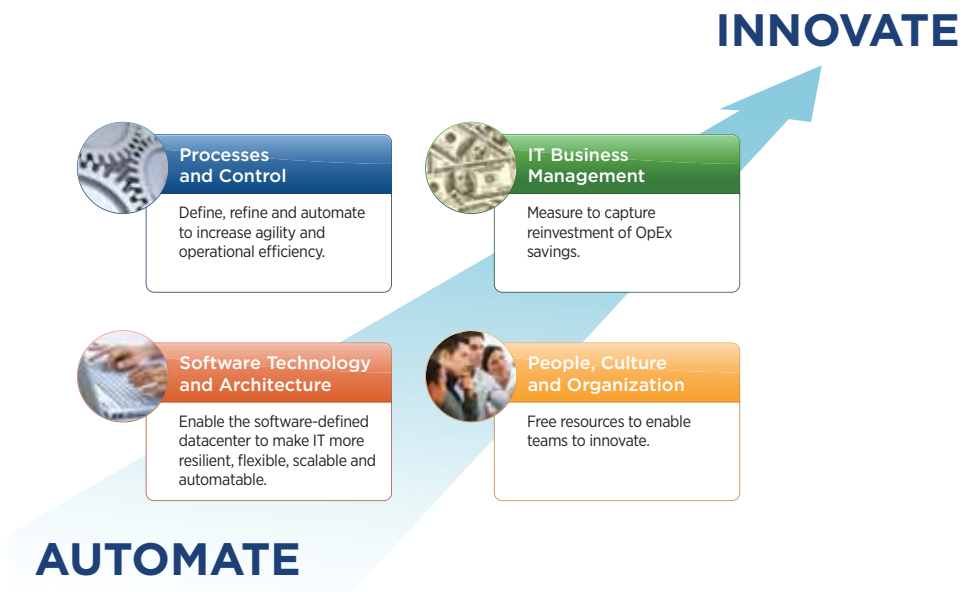 INNOVATE
Processes
and Control
Define, refine and automate
to increase agility and
operational efficiency.
IT Business
Management
Measure to capture
reinvestment of OpEx
savings.
Software Technology
and Architecture
Enable the software-defined
datacenter to make IT more
resilient, flexible, scalable and
automatable.
People, Culture
and Organization
Free resources to enable
teams to innovate.
AUTOMATE